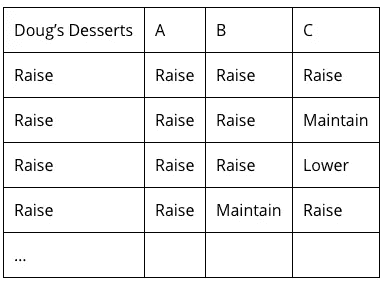 Doug’s Desserts A B C
Raise Raise Raise Raise
Raise Raise Raise Maintain
Raise Raise Raise Lower
Raise Raise Maintain Raise
...